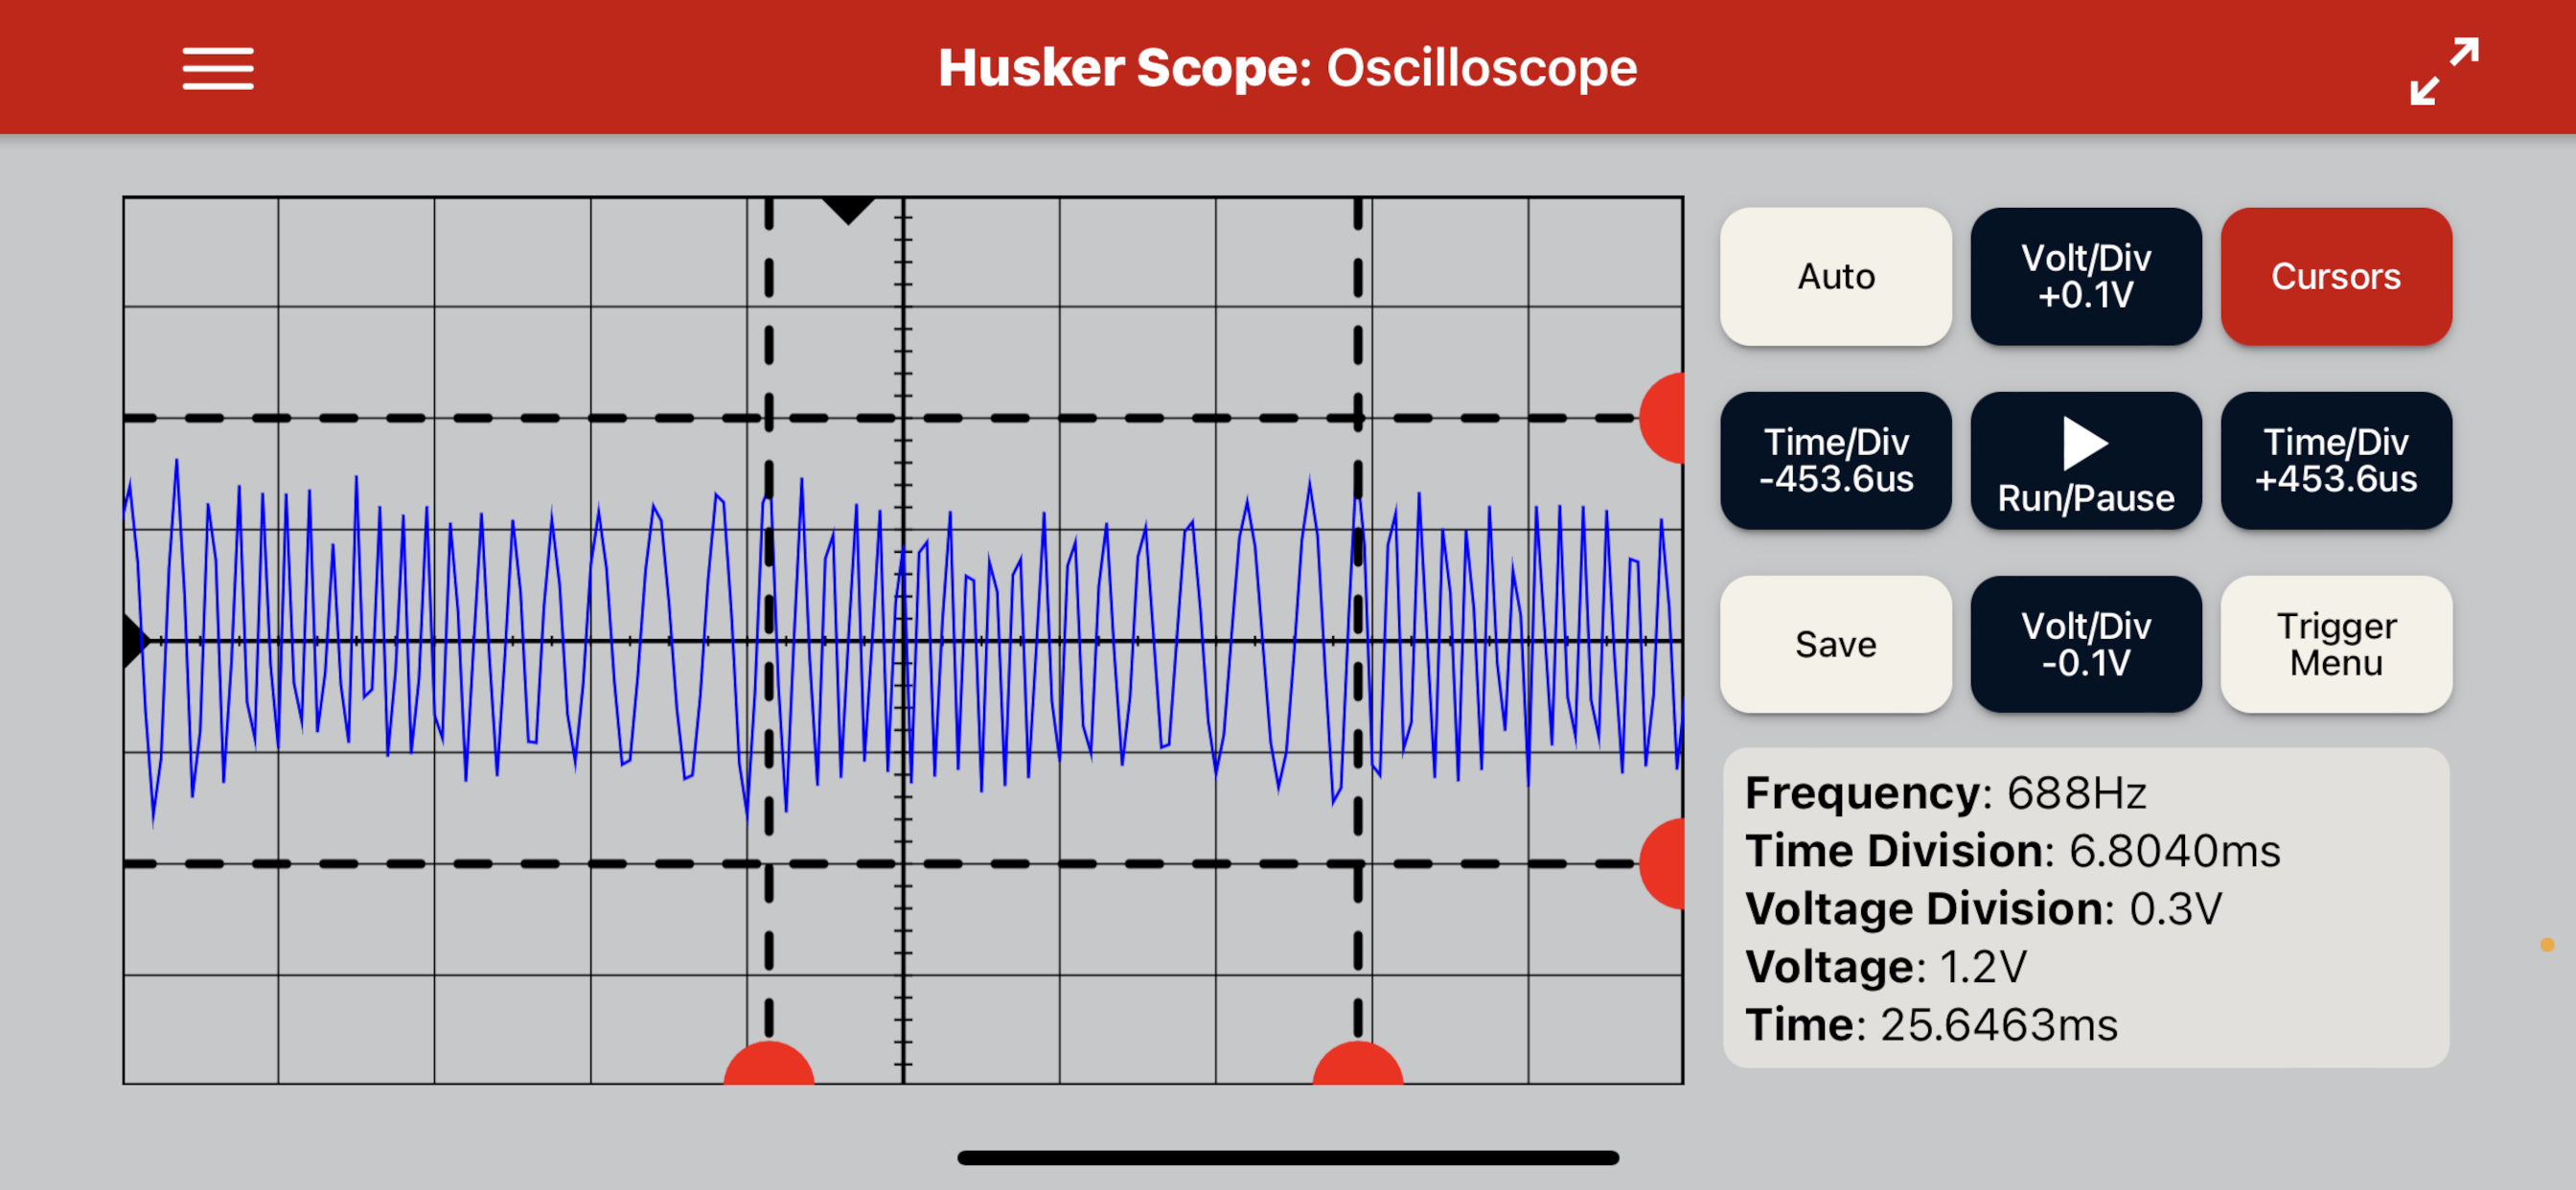 Husker Scope: Oscilloscope
Auto
Volt/Div
+0.1V
Cursors
Time/Div
-453.6us
Run/Pause
Time/Div
+453.6us
Save
Volt/Div
-0.1V
Trigger
Menu
Frequency: 688Hz
Time Division: 6.8040ms
Voltage Division: 0.3V
Voltage: 1.2V
Time: 25.6463ms